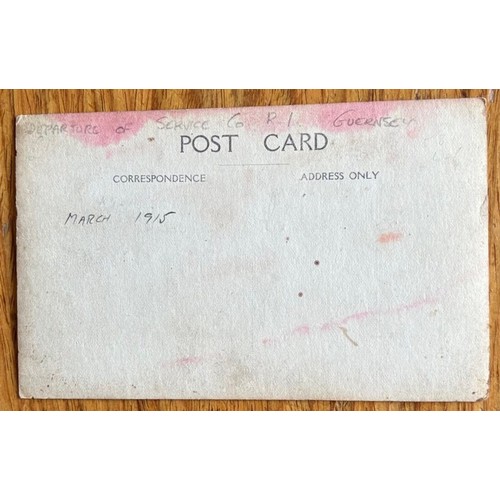 DEPARTURE OF SERVICE Co R.I. GUERNSEY
POST CARD
CORRESPONDENCE ADDRESS ONLY
MARCH 1915